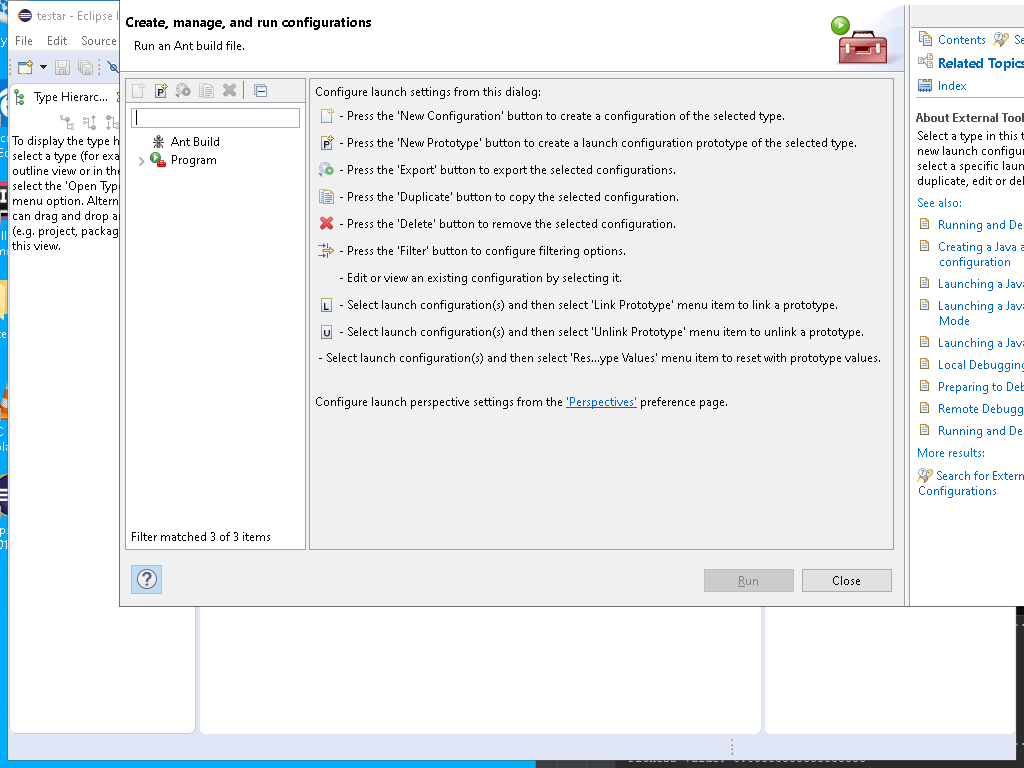 testar - Eclipse I
File Edit Source
Type Hierarc...
To display the type h
select a type (for exa
outline view or in the
select the 'Open Typ
menu option. Altern
can drag and drop a
(e.g. project, packag
this view.
Create, manage, and run configurations
Run an Ant build file.
Ant Build
Program
Filter matched 3 of 3 items
Configure launch settings from this dialog:
- Press the 'New Configuration' button to create a configuration of the selected type.
P - Press the 'New Prototype' button to create a launch configuration prototype of the selected type.
- Press the 'Export' button to export the selected configurations.
- Press the 'Duplicate' button to copy the selected configuration.
- Press the 'Delete' button to remove the selected configuration.
- Press the 'Filter' button to configure filtering options.
- Edit or view an existing configuration by selecting it.
L - Select launch configuration(s) and then select 'Link Prototype' menu item to link a prototype.
U - Select launch configuration(s) and then select 'Unlink Prototype' menu item to unlink a prototype.
- Select launch configuration(s) and then select 'Res...ype Values' menu item to reset with prototype values.
Configure launch perspective settings from the 'Perspectives' preference page.
?
Run
Close
Contents Se
Related Topics
Index
About External Tool
Select a type in this t
new launch configur
select a specific laun
duplicate, edit or del
See also:
Running and De
Creating a Java a
configuration
Launching a Java
Launching a Java
Mode
Launching a Java
Local Debugging
Preparing to Deb
Remote Debugg
Running and De
More results:
Search for Extern
Configurations